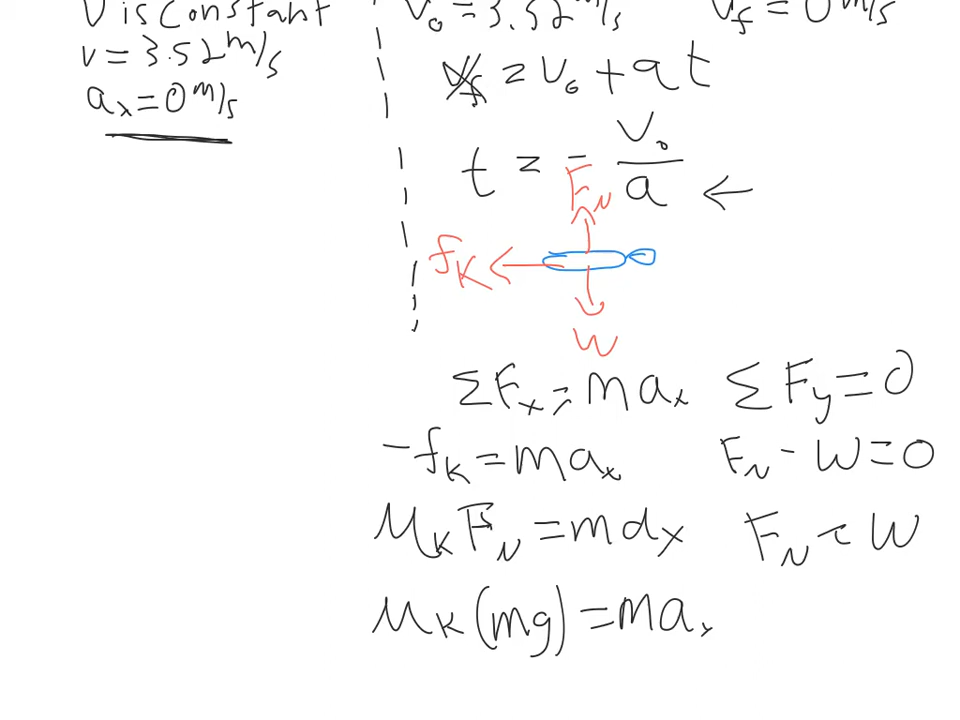 V is Constant
v = 3.52 m/s
aₓ = 0 m/s
V₀ = 3.52 m/s V_f = 0 m/s
V_f = V₀ + at
t = - V₀/a ←
F_N
f_K
W
ΣFₓ = maₓ ΣF_y = 0
-f_K = maₓ F_N - W = 0
μ_K F_N = maₓ F_N = W
μ_K (mg) = maₓ